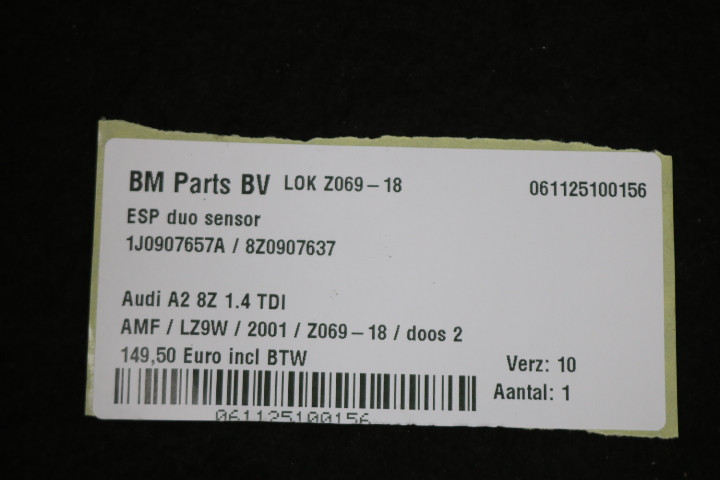 BM Parts BV LOK Z069-18 061125100156
ESP duo sensor
1J0907657A / 8Z0907637
Audi A2 8Z 1.4 TDI
AMF / LZ9W / 2001 / Z069-18 / doos 2
149,50 Euro incl BTW
Verz: 10
Aantal: 1
061125100156